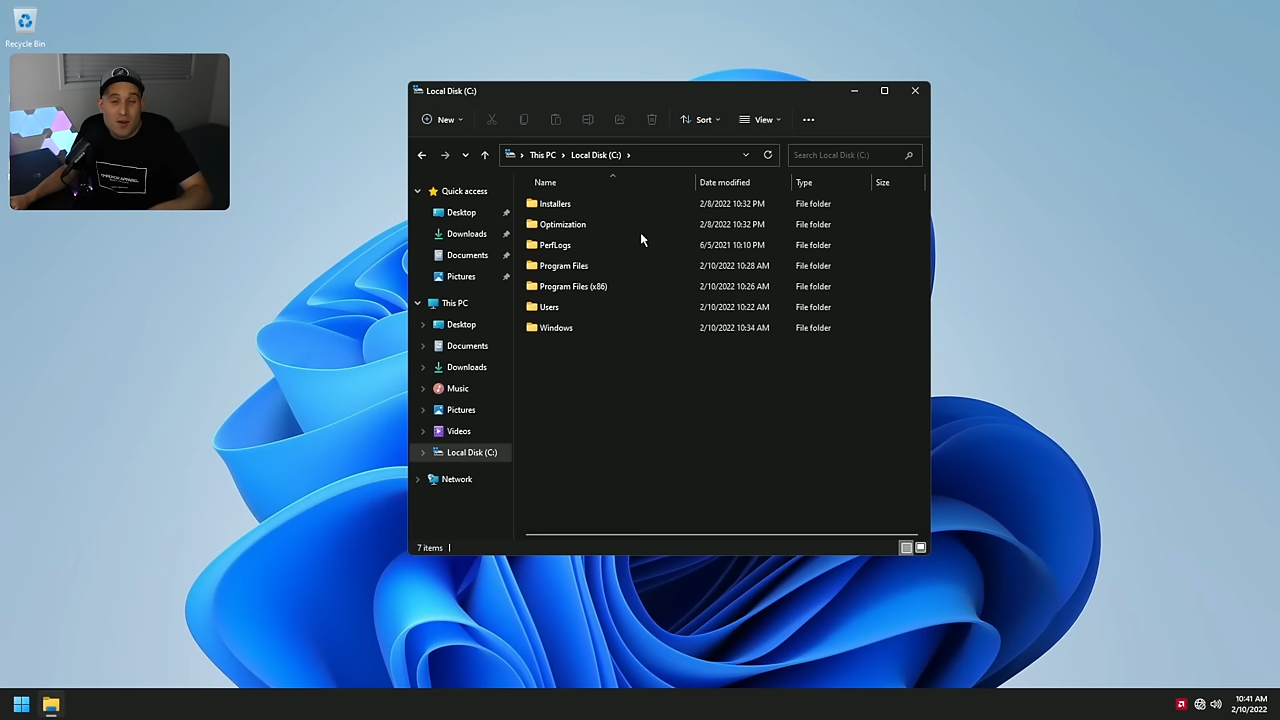 Recycle Bin
Local Disk (C:)
New
Sort
View
This PC
Local Disk (C:)
Search Local Disk (C:)
Name
Date modified
Type
Size
Quick access
Desktop
Downloads
Documents
Pictures
This PC
Desktop
Documents
Downloads
Music
Pictures
Videos
Local Disk (C:)
Network
Installers 2/8/2022 10:32 PM File folder
Optimization 2/8/2022 10:32 PM File folder
PerfLogs 6/5/2021 10:10 PM File folder
Program Files 2/10/2022 10:28 AM File folder
Program Files (x86) 2/10/2022 10:26 AM File folder
Users 2/10/2022 10:22 AM File folder
Windows 2/10/2022 10:34 AM File folder
7 items
10:41 AM
2/10/2022